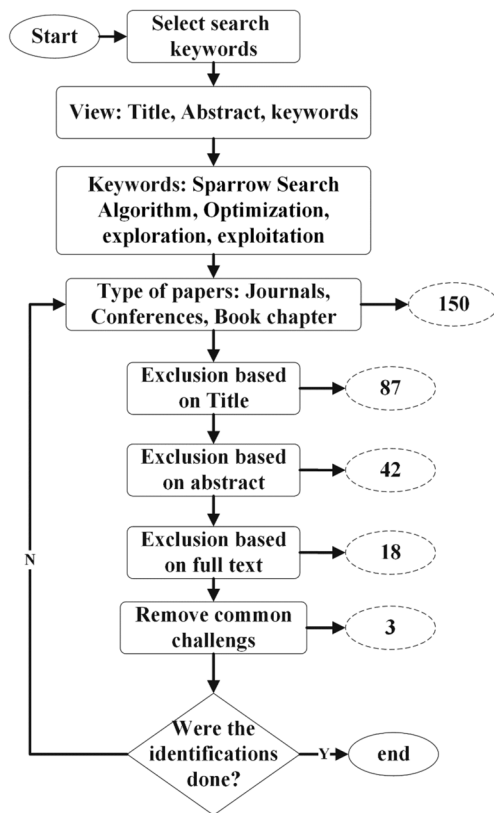 Start
Select search
keywords
View: Title, Abstract, keywords
Keywords: Sparrow Search
Algorithm, Optimization,
exploration, exploitation
Type of papers: Journals,
Conferences, Book chapter
150
Exclusion based
on Title
87
Exclusion based
on abstract
42
Exclusion based
on full text
18
Remove common
challengs
3
Were the
identifications
done?
N
Y
end